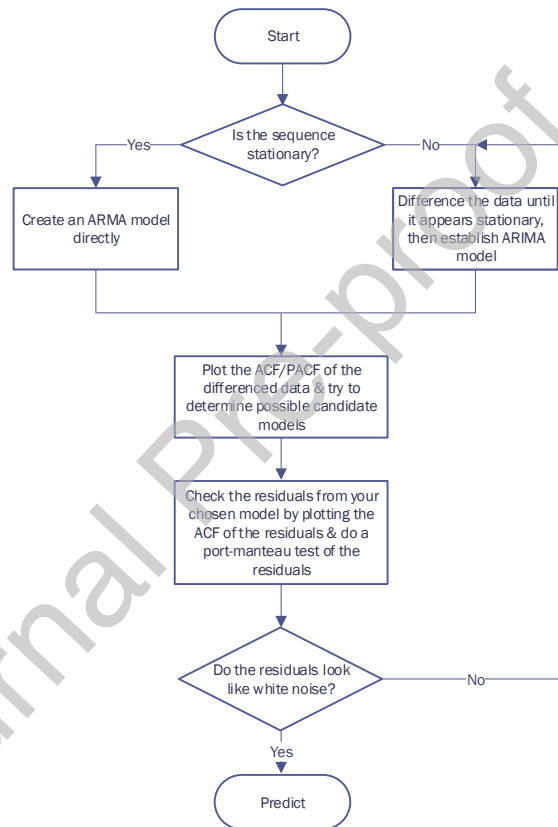 Start
Is the sequence
stationary?
Yes
No
Create an ARMA model
directly
Difference the data until
it appears stationary,
then establish ARIMA
model
Plot the ACF/PACF of the
differenced data & try to
determine possible candidate
models
Check the residuals from your
chosen model by plotting the
ACF of the residuals & do a
port-manteau test of the
residuals
Do the residuals look
like white noise?
No
Yes
Predict
rnal Pre-proof